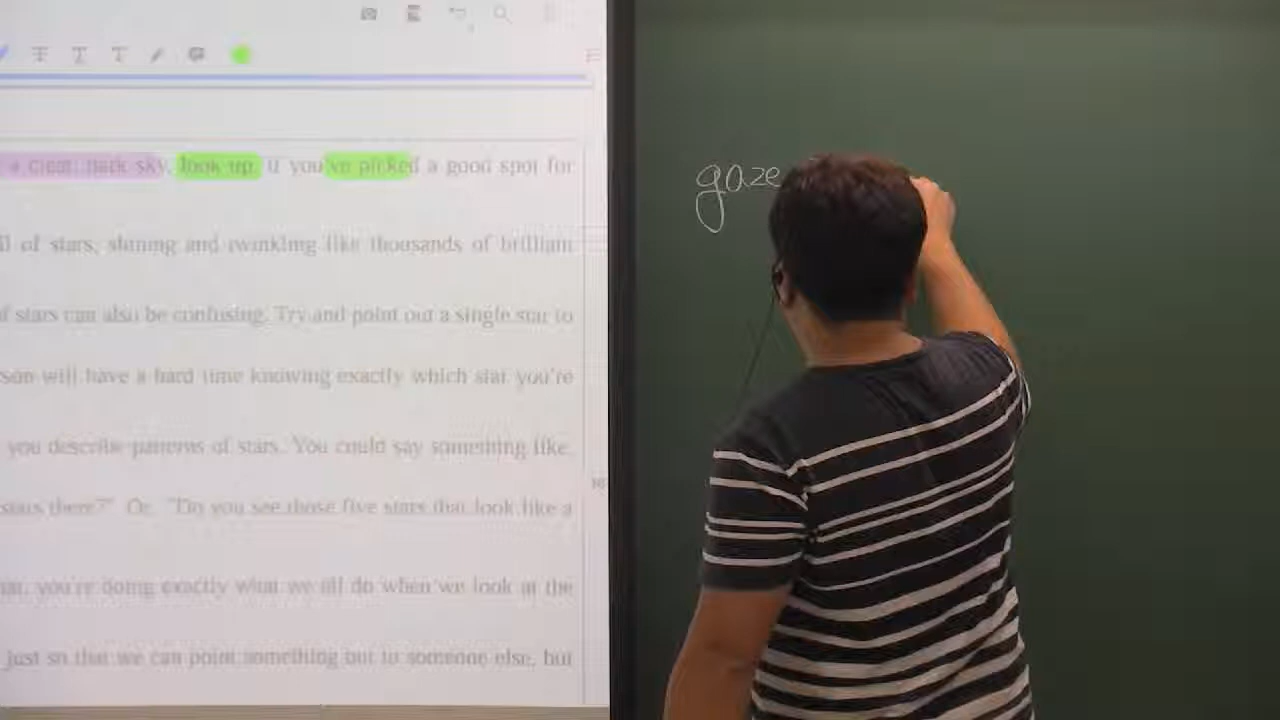 a clear, dark sky, look up. If you've picked a good spot for
of stars, shining and twinkling like thousands of brilliant
stars can also be confusing. Try and point out a single star to
will have a hard time knowing exactly which star you're
you describe patterns of stars. You could say something like,
stars there?" Or, "Do you see those five stars that look like a
you're doing exactly what we all do when we look at the
just so that we can point something out to someone else, but
gaze